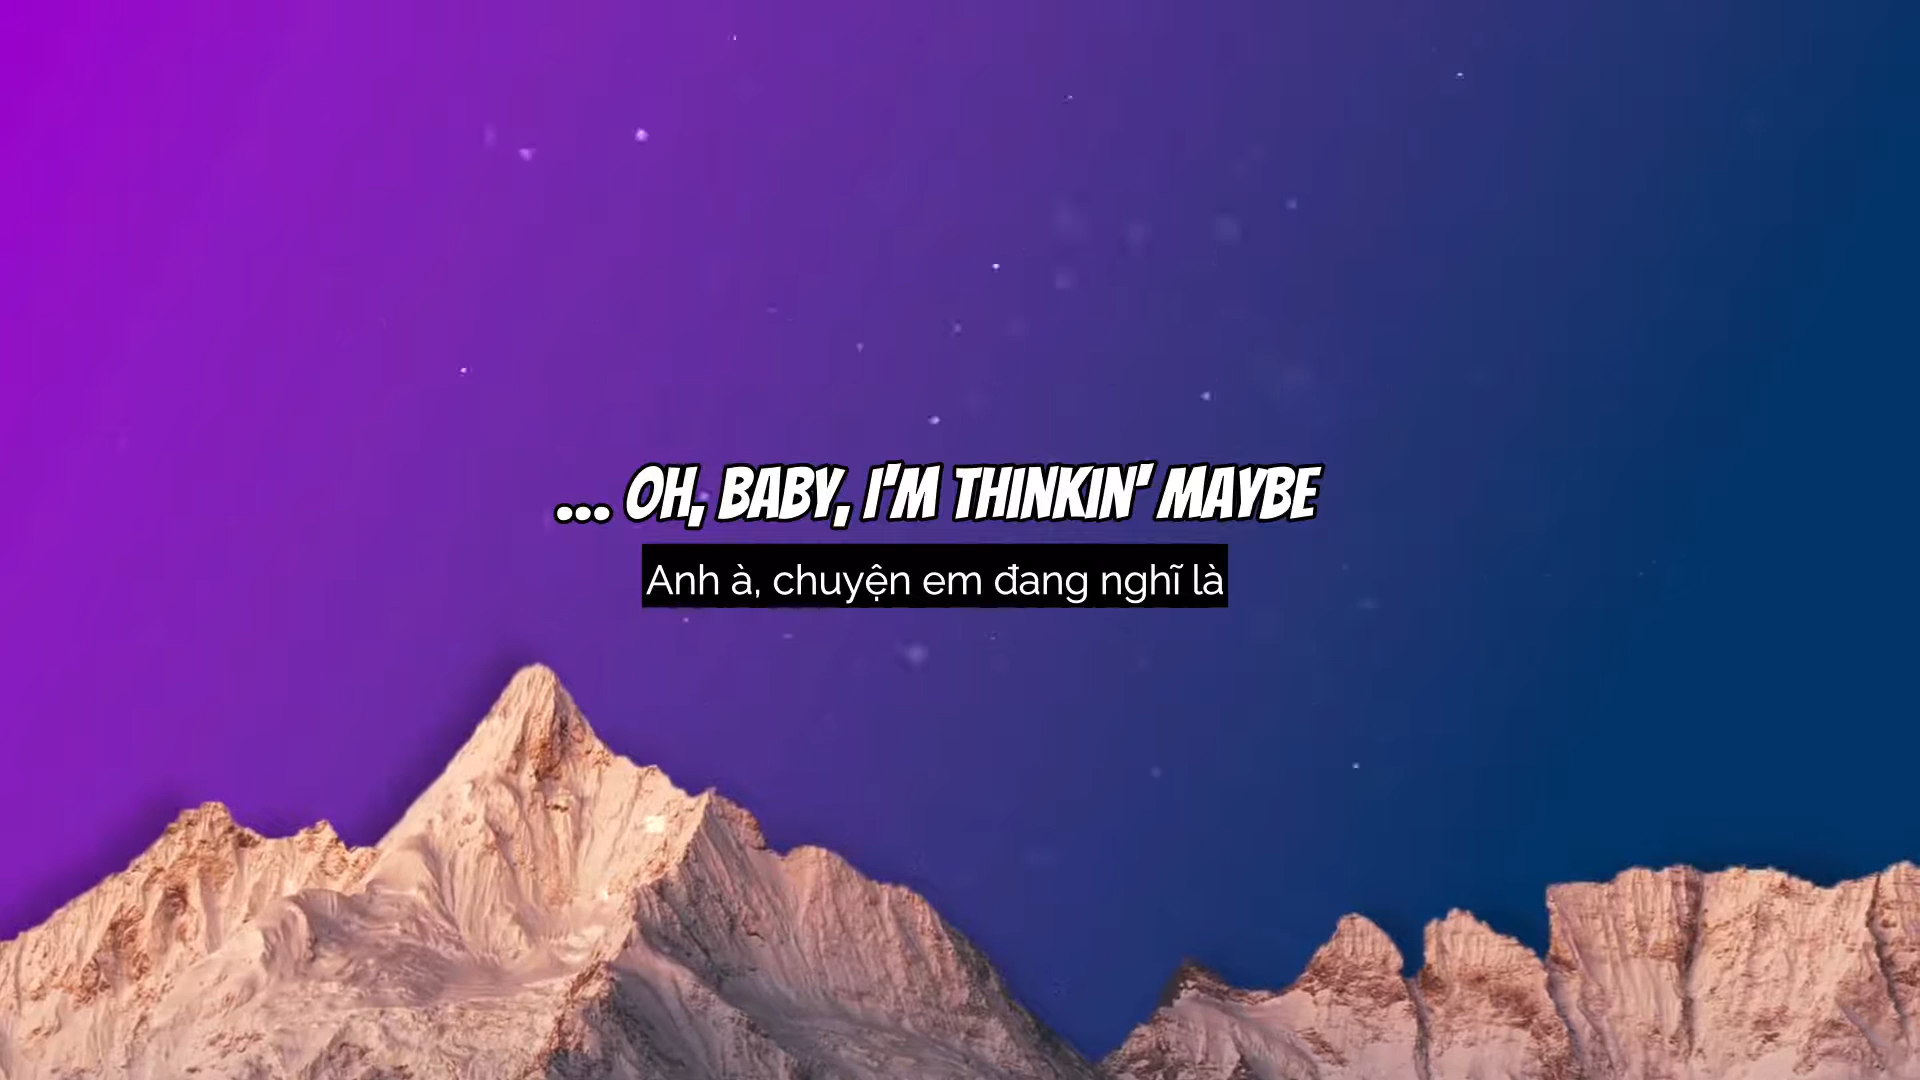 ... OH, BABY, I'M THINKIN' MAYBE
Anh à, chuyện em đang nghĩ là